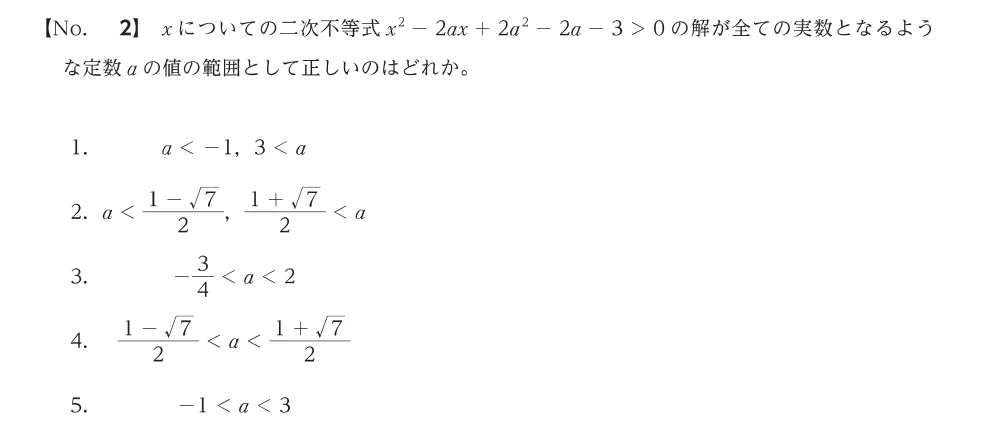 【No. 2】 xについての二次不等式 x² − 2ax + 2a² − 2a − 3 > 0 の解が全ての実数となるよう
な定数 a の値の範囲として正しいのはどれか。
1. a < −1, 3 < a
2. a < (1 − √7)/2, (1 + √7)/2 < a
3. −3/4 < a < 2
4. (1 − √7)/2 < a < (1 + √7)/2
5. −1 < a < 3